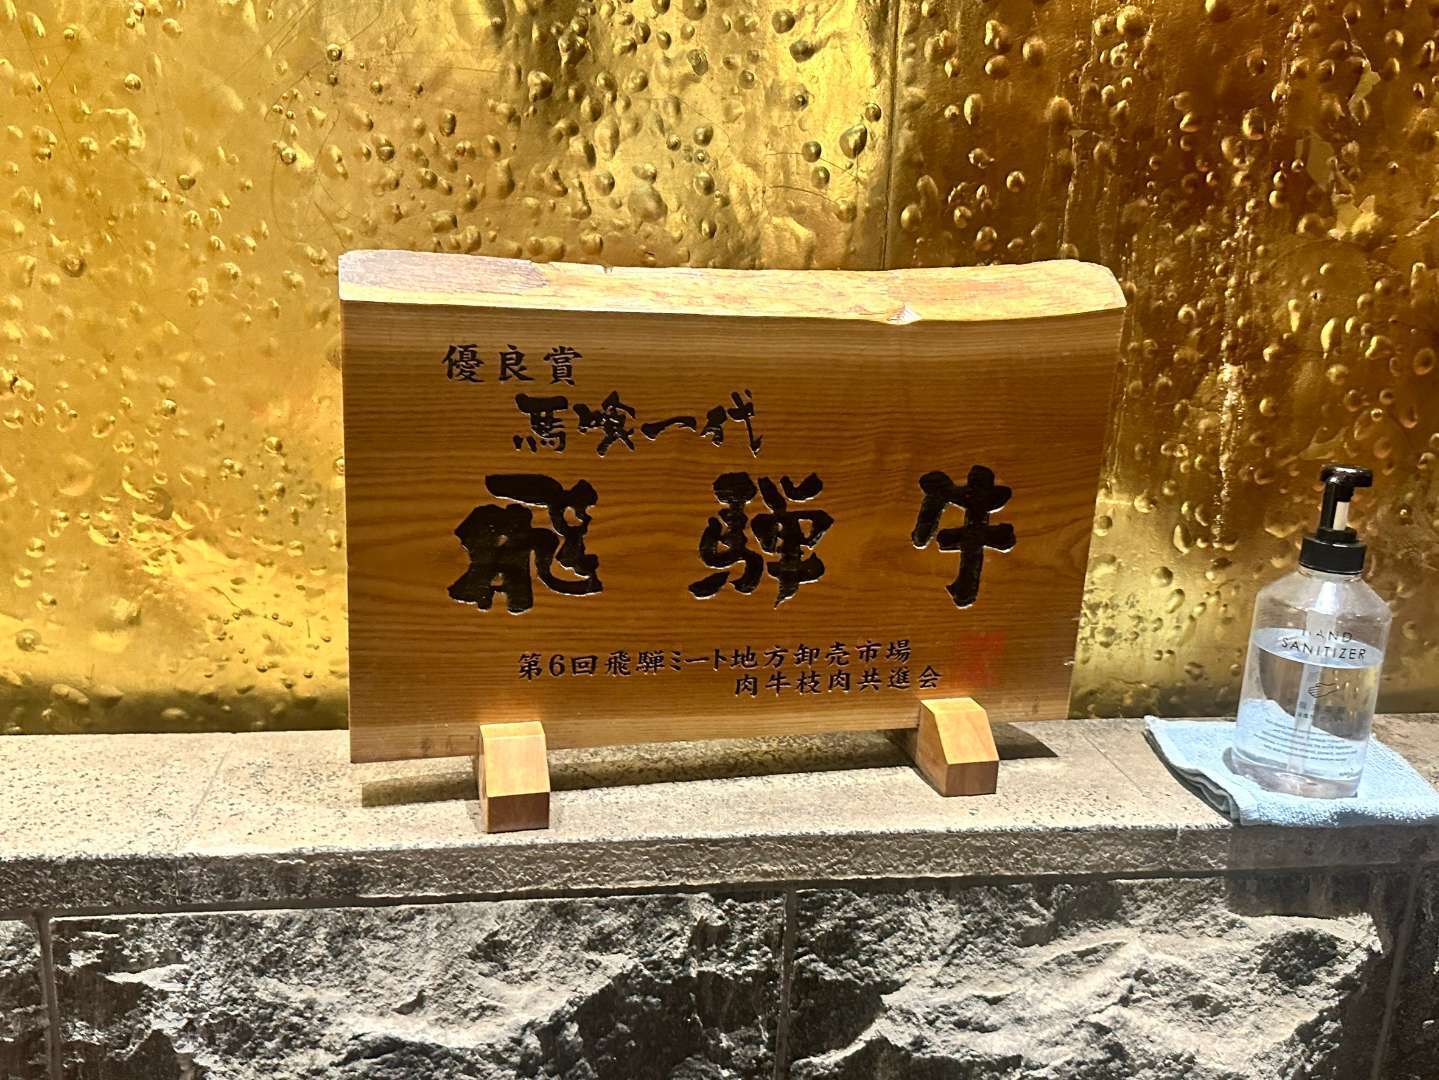 優良賞
馬喰一代
飛騨牛
第6回飛騨ミート地方卸売市場
肉牛枝肉共進会
HAND
SANITIZER